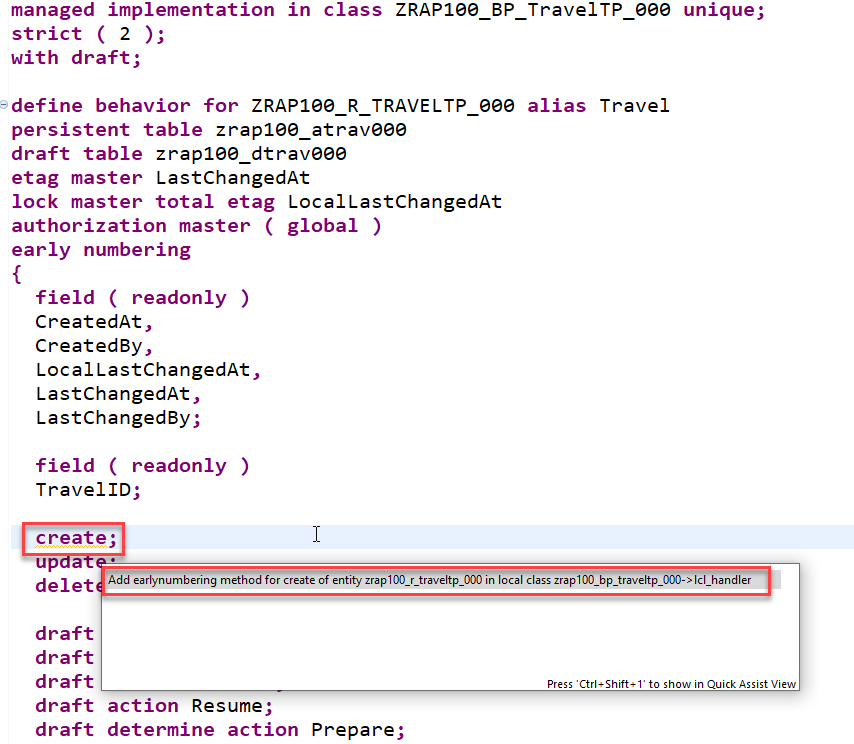 managed implementation in class ZRAP100_BP_TravelTP_000 unique;
strict ( 2 );
with draft;
define behavior for ZRAP100_R_TRAVELTP_000 alias Travel
persistent table zrap100_atrav000
draft table zrap100_dtrav000
etag master LastChangedAt
lock master total etag LocalLastChangedAt
authorization master ( global )
early numbering
{
field ( readonly )
CreatedAt,
CreatedBy,
LocalLastChangedAt,
LastChangedAt,
LastChangedBy;
field ( readonly )
TravelID;
create;
update;
Add earlynumbering method for create of entity zrap100_r_traveltp_000 in local class zrap100_bp_traveltp_000->lcl_handler
delete
draft
draft
draft
Press 'Ctrl+Shift+1' to show in Quick Assist View
draft action Resume;
draft determine action Prepare;